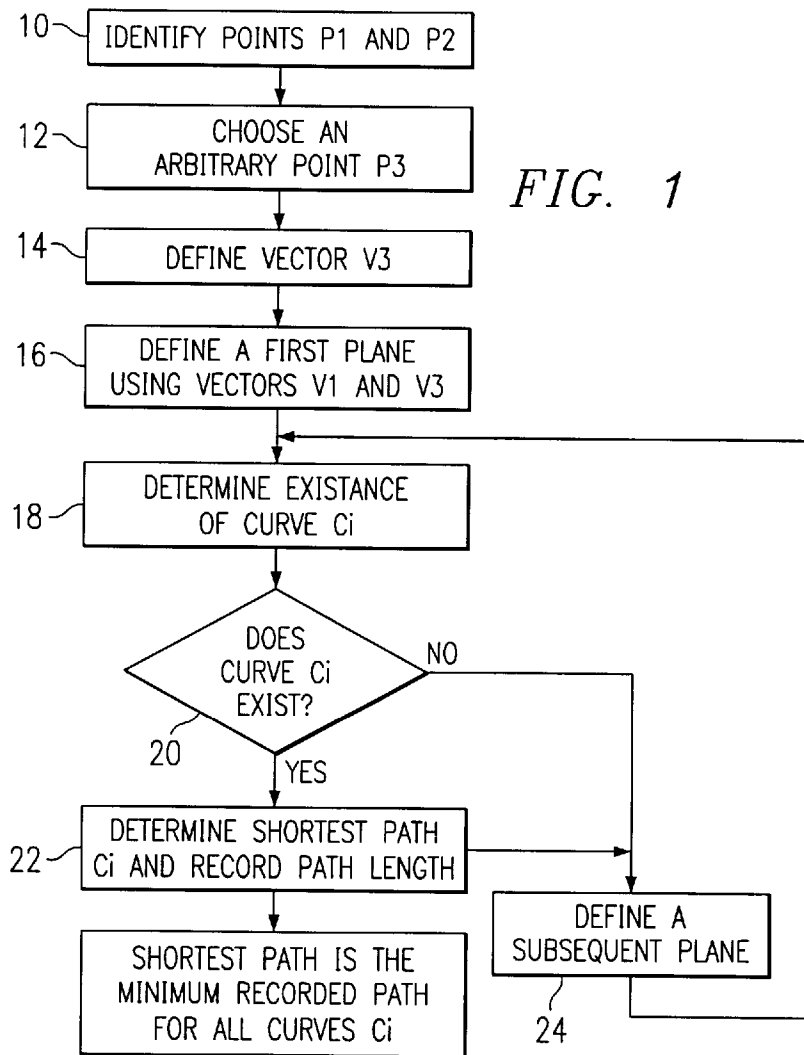 10
IDENTIFY POINTS P1 AND P2
12
CHOOSE AN
ARBITRARY POINT P3
FIG. 1
14
DEFINE VECTOR V3
16
DEFINE A FIRST PLANE
USING VECTORS V1 AND V3
18
DETERMINE EXISTANCE
OF CURVE Ci
DOES
CURVE Ci
EXIST?
NO
20
YES
22
DETERMINE SHORTEST PATH
Ci AND RECORD PATH LENGTH
DEFINE A
SUBSEQUENT PLANE
24
SHORTEST PATH IS THE
MINIMUM RECORDED PATH
FOR ALL CURVES Ci